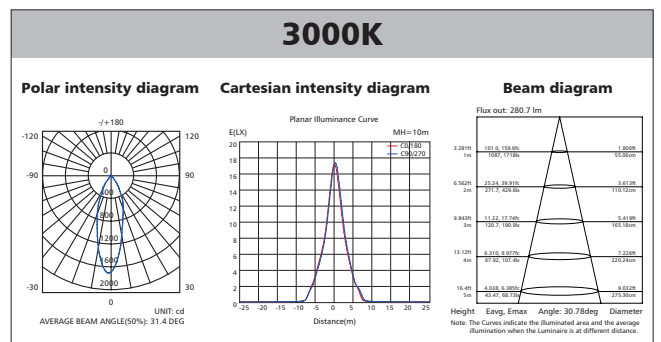 3000K
Polar intensity diagram
Cartesian intensity diagram
Beam diagram
-/+180
-120
120
-90
90
-30
30
0
0
400
800
1200
1600
2000
UNIT: cd
AVERAGE BEAM ANGLE(50%): 31.4 DEG
Planar Illuminance Curve
E(LX)
MH=10m
C0/180
C90/270
20
18
16
14
12
10
8
6
4
2
0
-25 -20 -15 -10 -5 0 5 10 15 20 25
Distance(m)
Flux out: 280.7 lm
3.281ft 101.0, 159.6fc 1.806ft
1m 1087, 1718lx 55.06cm
6.562ft 25.24, 39.91fc 3.613ft
2m 271.7, 429.6lx 110.12cm
9.843ft 11.22, 17.74fc 5.419ft
3m 120.7, 190.9lx 165.18cm
13.12ft 6.310, 9.977fc 7.226ft
4m 67.92, 107.4lx 220.24cm
16.4ft 4.038, 6.385fc 9.032ft
5m 43.47, 68.73lx 275.30cm
Height Eavg, Emax Angle: 30.78deg Diameter
Note: The Curves indicate the illuminated area and the average
illumination when the Luminaire is at different distance.